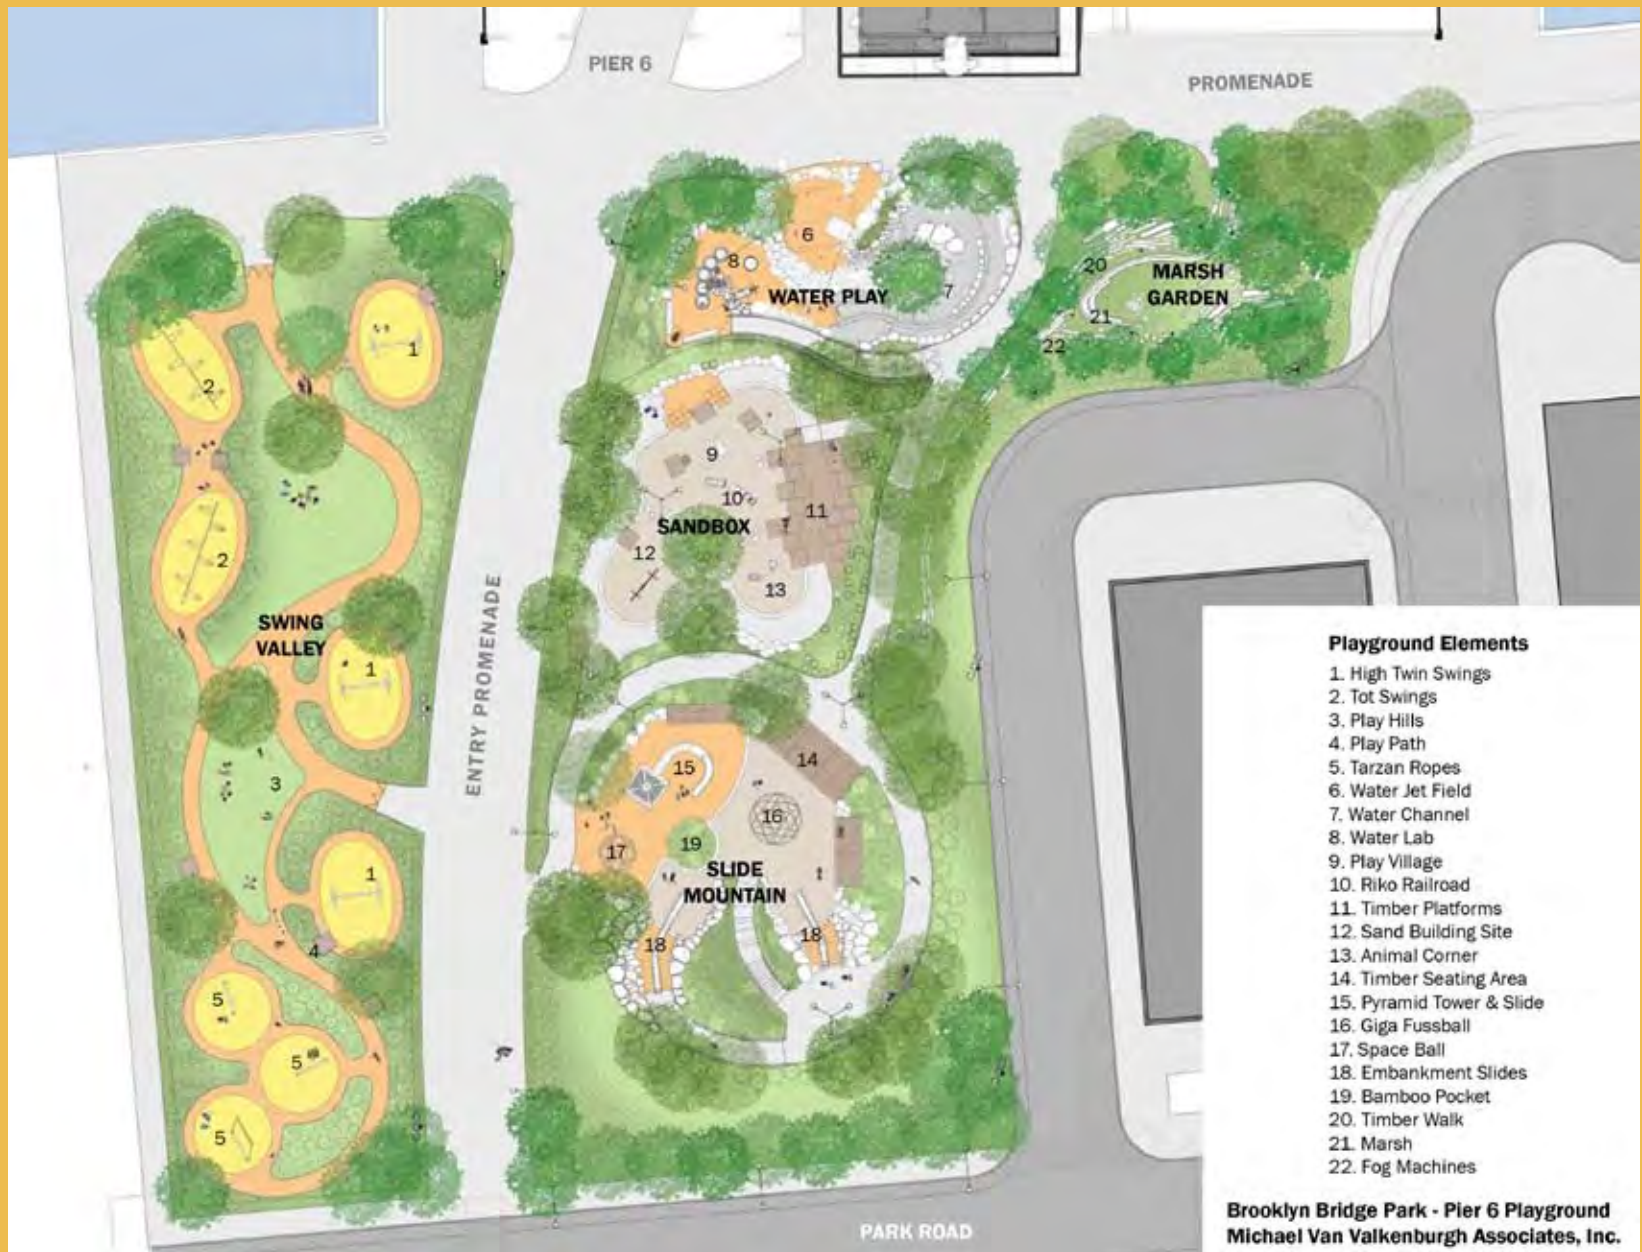 PIER 6
PROMENADE
6
8
WATER PLAY
7
20
MARSH
GARDEN
21
22
1
2
2
9
10
11
SANDBOX
12
13
SWING
VALLEY
1
ENTRY PROMENADE
3
14
15
16
17
19
SLIDE
MOUNTAIN
1
18
18
4
5
5
5
PARK ROAD
Playground Elements
1. High Twin Swings
2. Tot Swings
3. Play Hills
4. Play Path
5. Tarzan Ropes
6. Water Jet Field
7. Water Channel
8. Water Lab
9. Play Village
10. Riko Railroad
11. Timber Platforms
12. Sand Building Site
13. Animal Corner
14. Timber Seating Area
15. Pyramid Tower & Slide
16. Giga Fussball
17. Space Ball
18. Embankment Slides
19. Bamboo Pocket
20. Timber Walk
21. Marsh
22. Fog Machines
Brooklyn Bridge Park - Pier 6 Playground
Michael Van Valkenburgh Associates, Inc.